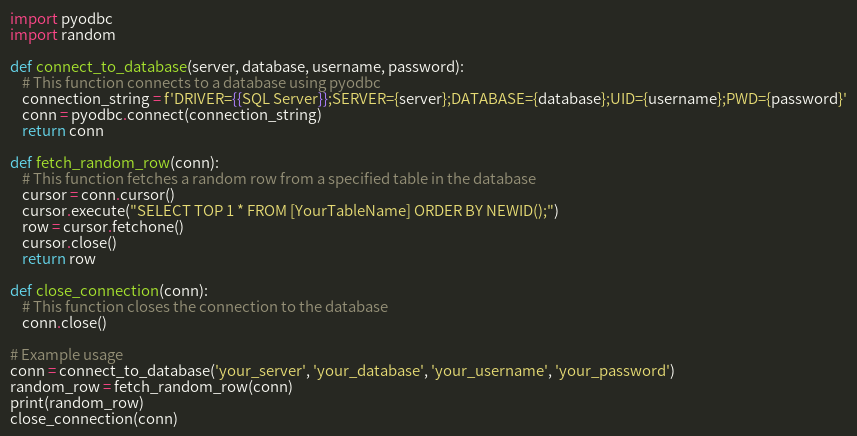 import pyodbc
import random

def connect_to_database(server, database, username, password):
    # This function connects to a database using pyodbc
    connection_string = f'DRIVER={{SQL Server}};SERVER={server};DATABASE={database};UID={username};PWD={password}'
    conn = pyodbc.connect(connection_string)
    return conn

def fetch_random_row(conn):
    # This function fetches a random row from a specified table in the database
    cursor = conn.cursor()
    cursor.execute("SELECT TOP 1 * FROM [YourTableName] ORDER BY NEWID();")
    row = cursor.fetchone()
    cursor.close()
    return row

def close_connection(conn):
    # This function closes the connection to the database
    conn.close()

# Example usage
conn = connect_to_database('your_server', 'your_database', 'your_username', 'your_password')
random_row = fetch_random_row(conn)
print(random_row)
close_connection(conn)